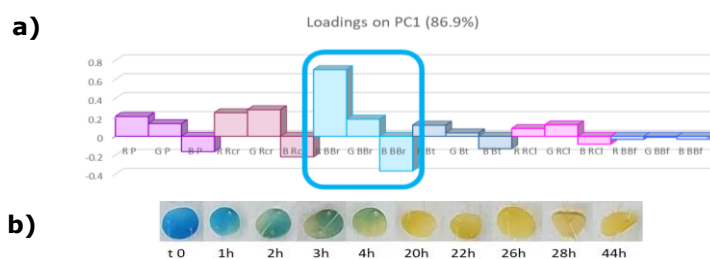 a)
Loadings on PC1 (86.9%)
0.8
0.6
0.4
0.2
0
-0.2
-0.4
R P G P B P R Rcr G Rcr R BBr G BBr B BBr G Bt B Bt R RCl G RCl B RCl R BBf G BBf B BBf
b)
t 0 1h 2h 3h 4h 20h 22h 26h 28h 44h